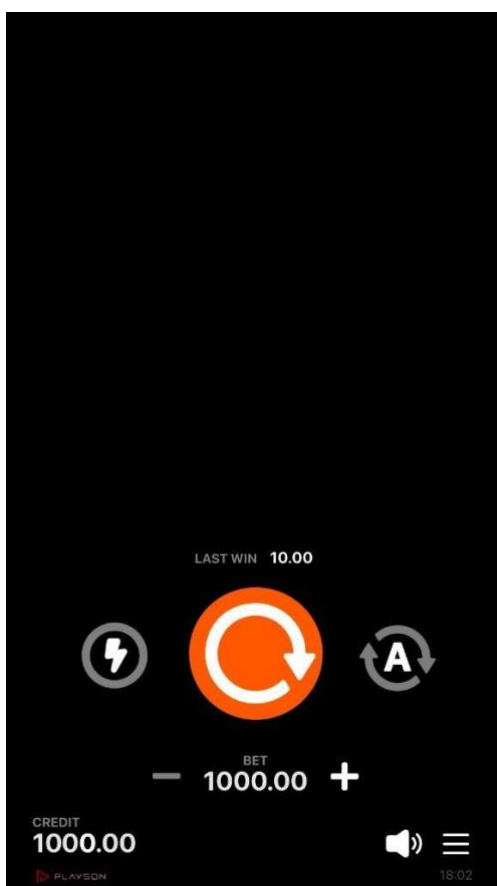 LAST WIN 10.00
A
BET
1000.00
CREDIT
1000.00
PLAYSON
18:02